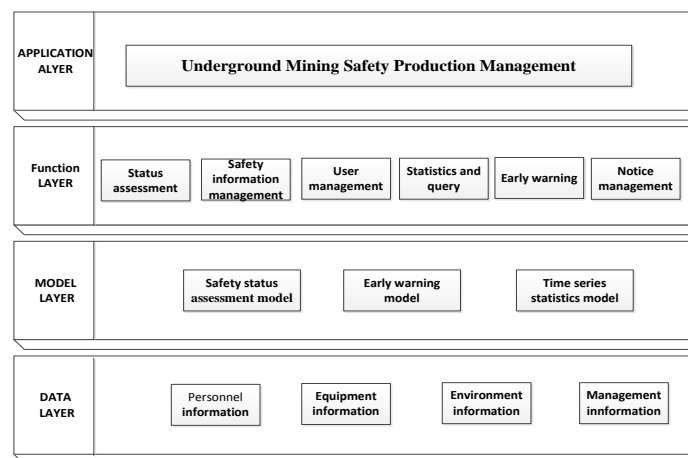 APPLICATION
ALYER
Underground Mining Safety Production Management
Function
LAYER
Status
assessment
Safety
information
management
User
management
Statistics and
query
Early warning
Notice
management
MODEL
LAYER
Safety status
assessment model
Early warning
model
Time series
statistics model
DATA
LAYER
Personnel
information
Equipment
information
Environment
information
Management
innformation